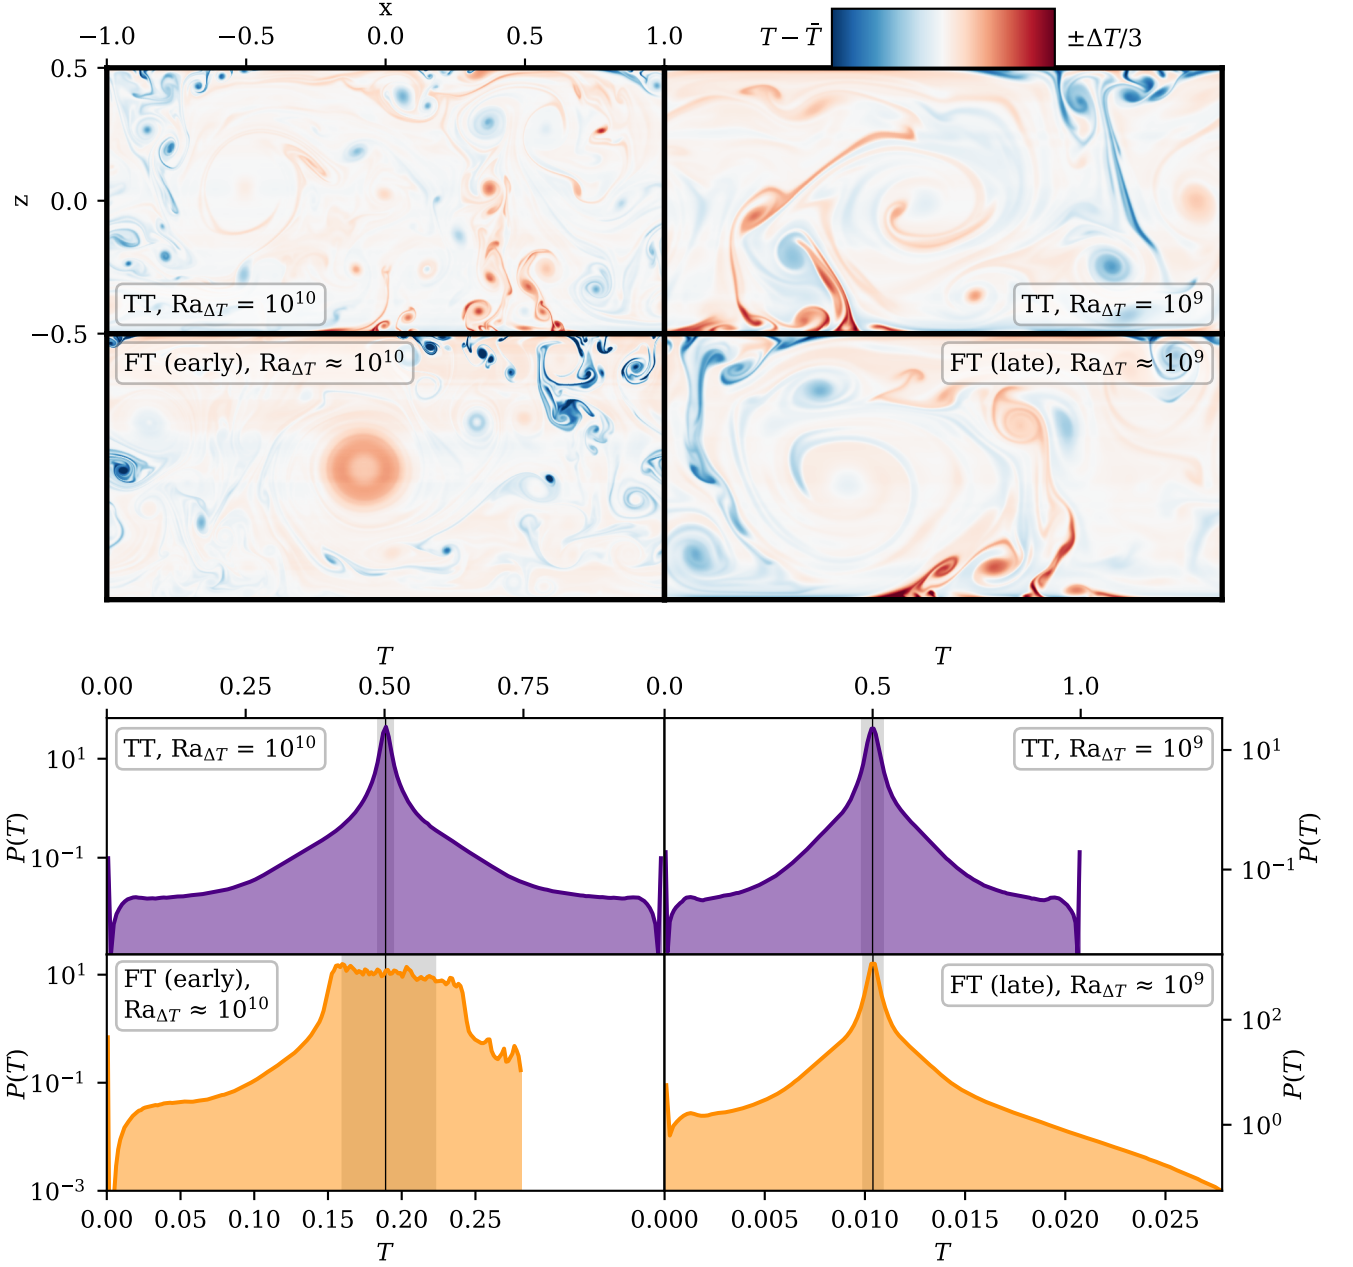 x
−1.0 −0.5 0.0 0.5 1.0
T − T̄ ±ΔT/3
0.5
z
0.0
−0.5
TT, Ra_ΔT = 10^10
TT, Ra_ΔT = 10^9
FT (early), Ra_ΔT ≈ 10^10
FT (late), Ra_ΔT ≈ 10^9
T T
0.00 0.25 0.50 0.75 0.0 0.5 1.0
TT, Ra_ΔT = 10^10
TT, Ra_ΔT = 10^9
10^1
10^−1
P(T)
10^1
10^−1
P(T)
FT (early),
Ra_ΔT ≈ 10^10
FT (late), Ra_ΔT ≈ 10^9
10^1
10^−1
10^−3
P(T)
10^2
10^0
P(T)
0.00 0.05 0.10 0.15 0.20 0.25 0.000 0.005 0.010 0.015 0.020 0.025
T T